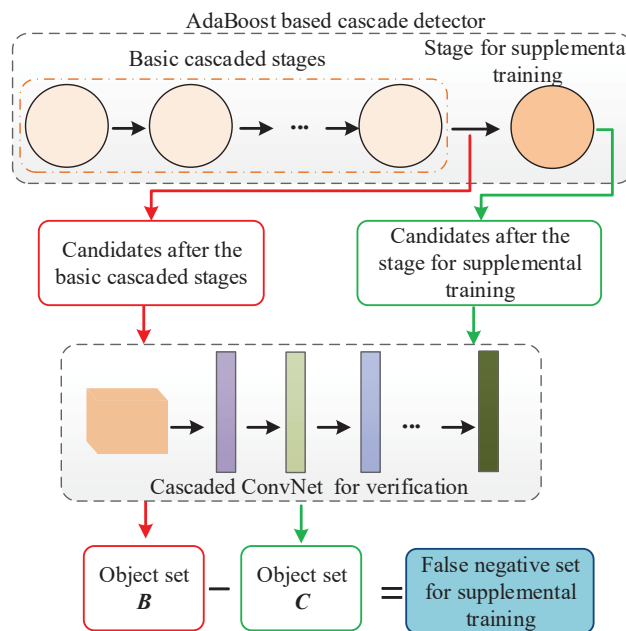 AdaBoost based cascade detector
Basic cascaded stages
Stage for supplemental
training
...
Candidates after the
basic cascaded stages
Candidates after the
stage for supplemental
training
...
Cascaded ConvNet for verification
Object set
B
−
Object set
C
=
False negative set
for supplemental
training